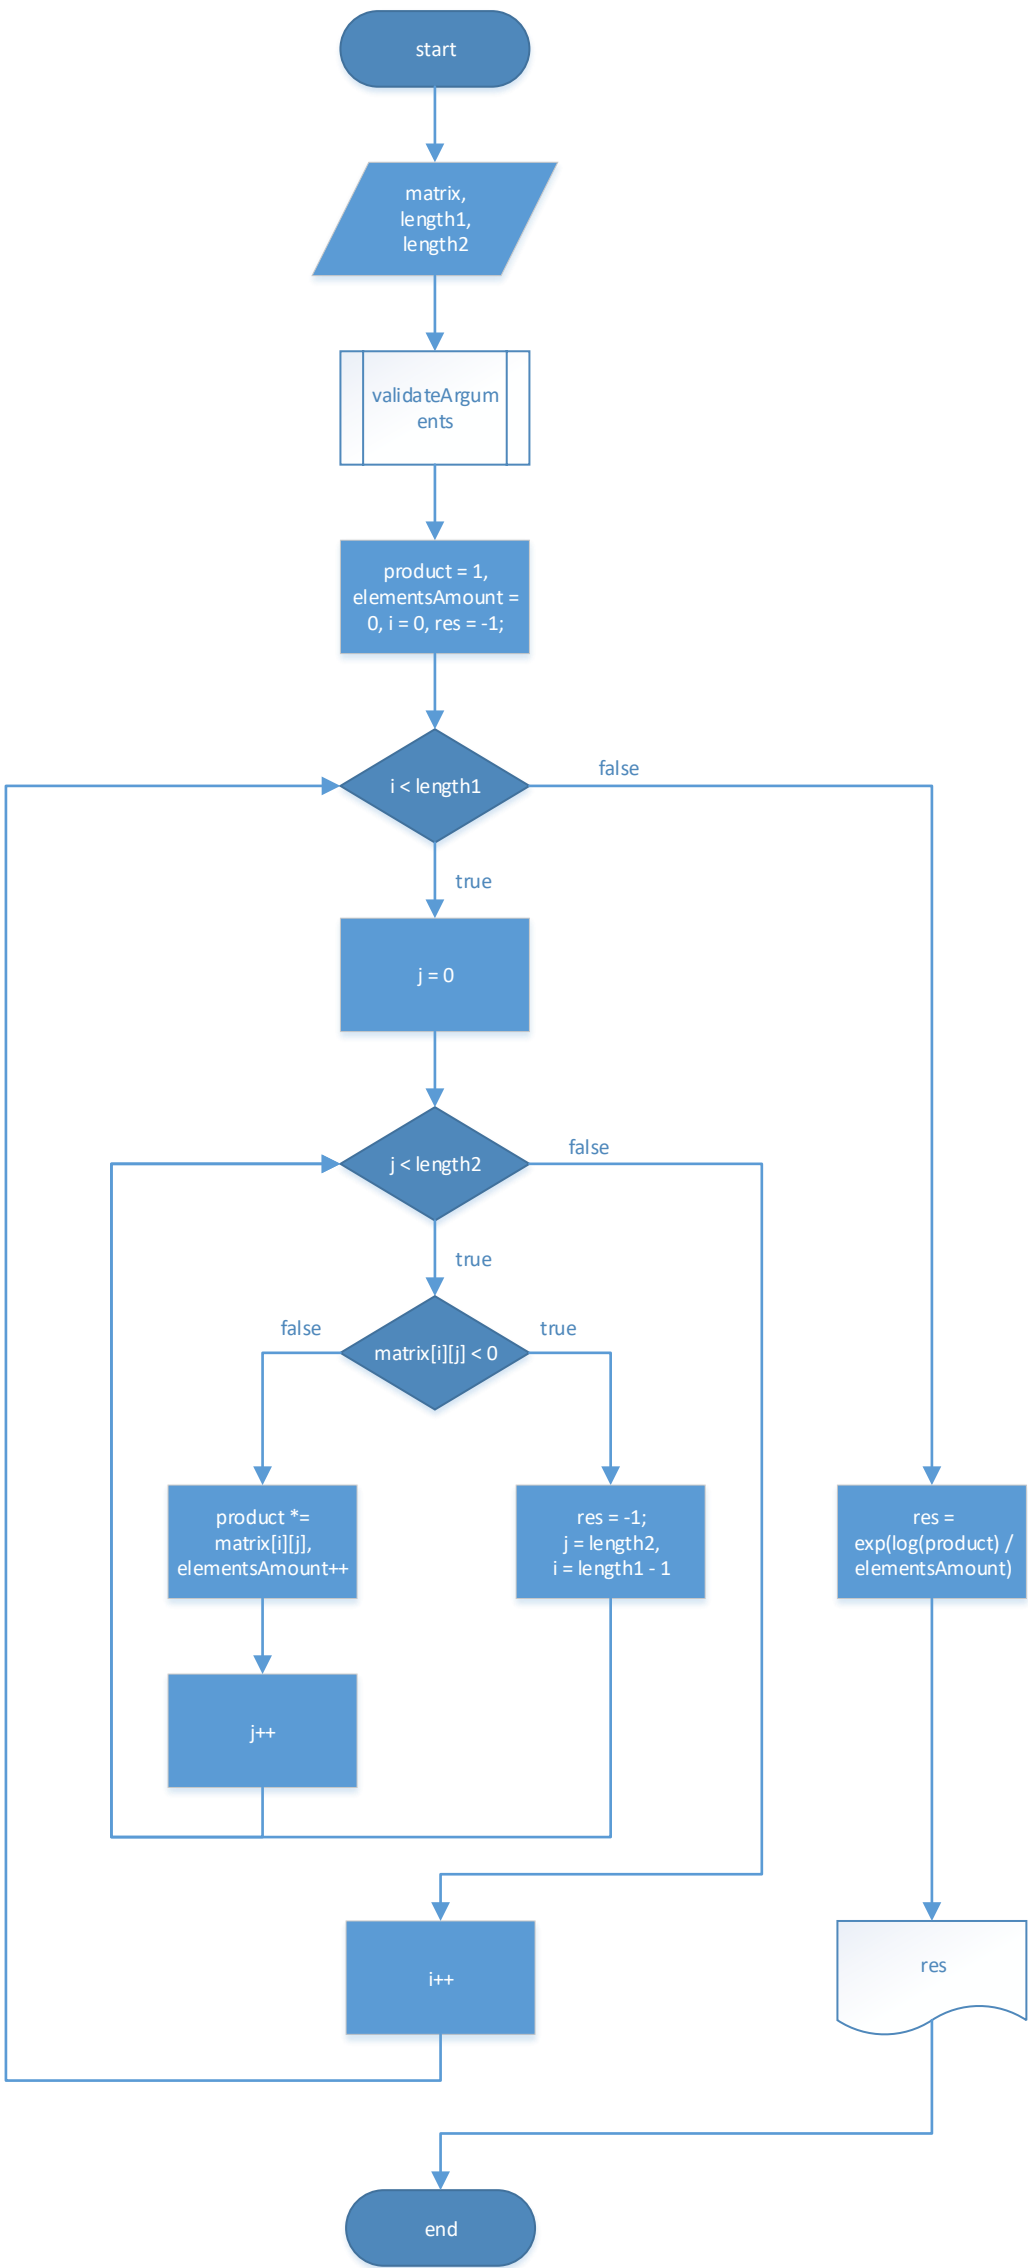 start
matrix,
length1,
length2
validateArgum
ents
product = 1,
elementsAmount =
0, i = 0, res = -1;
i < length1
false
true
j = 0
j < length2
false
true
matrix[i][j] < 0
false
true
product *=
matrix[i][j],
elementsAmount++
res = -1;
j = length2,
i = length1 - 1
res =
exp(log(product) /
elementsAmount)
j++
i++
res
end